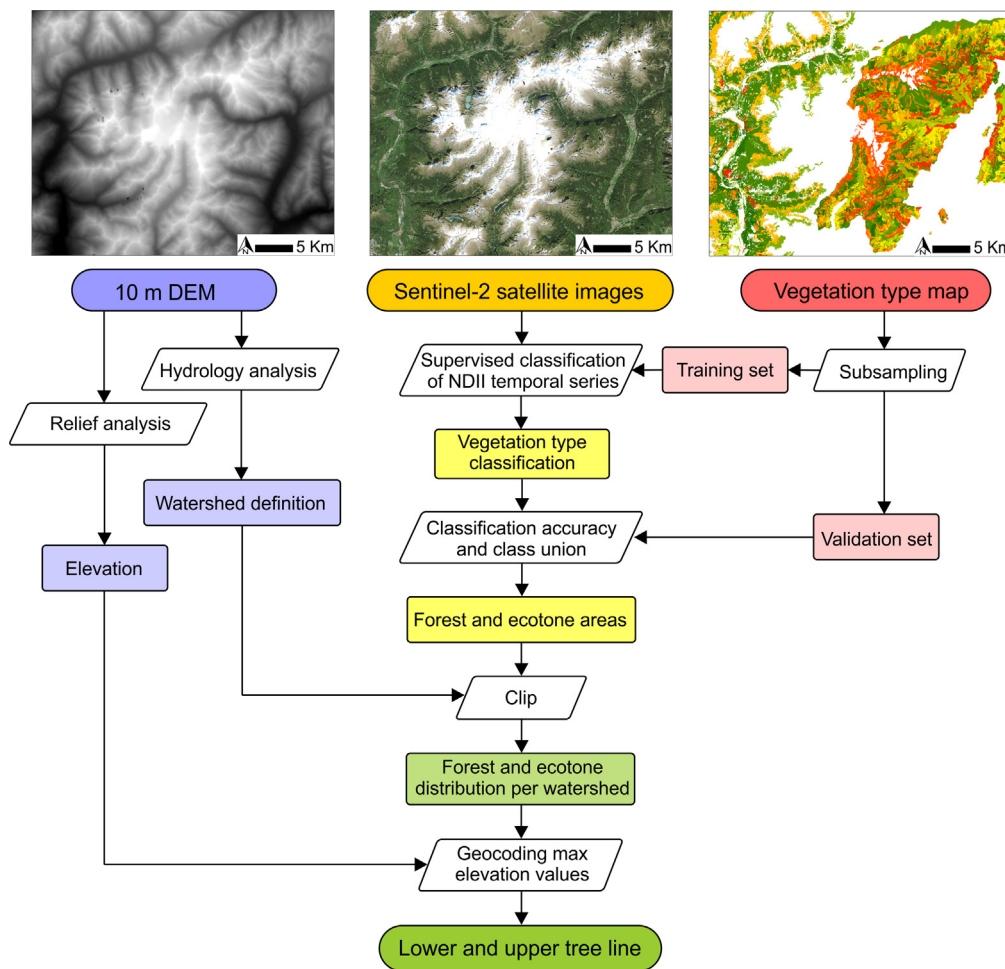 N 5 Km
N 5 Km
N 5 Km
10 m DEM
Sentinel-2 satellite images
Vegetation type map
Hydrology analysis
Supervised classification
of NDII temporal series
Training set
Subsampling
Relief analysis
Vegetation type
classification
Watershed definition
Classification accuracy
and class union
Validation set
Elevation
Forest and ecotone areas
Clip
Forest and ecotone
distribution per watershed
Geocoding max
elevation values
Lower and upper tree line